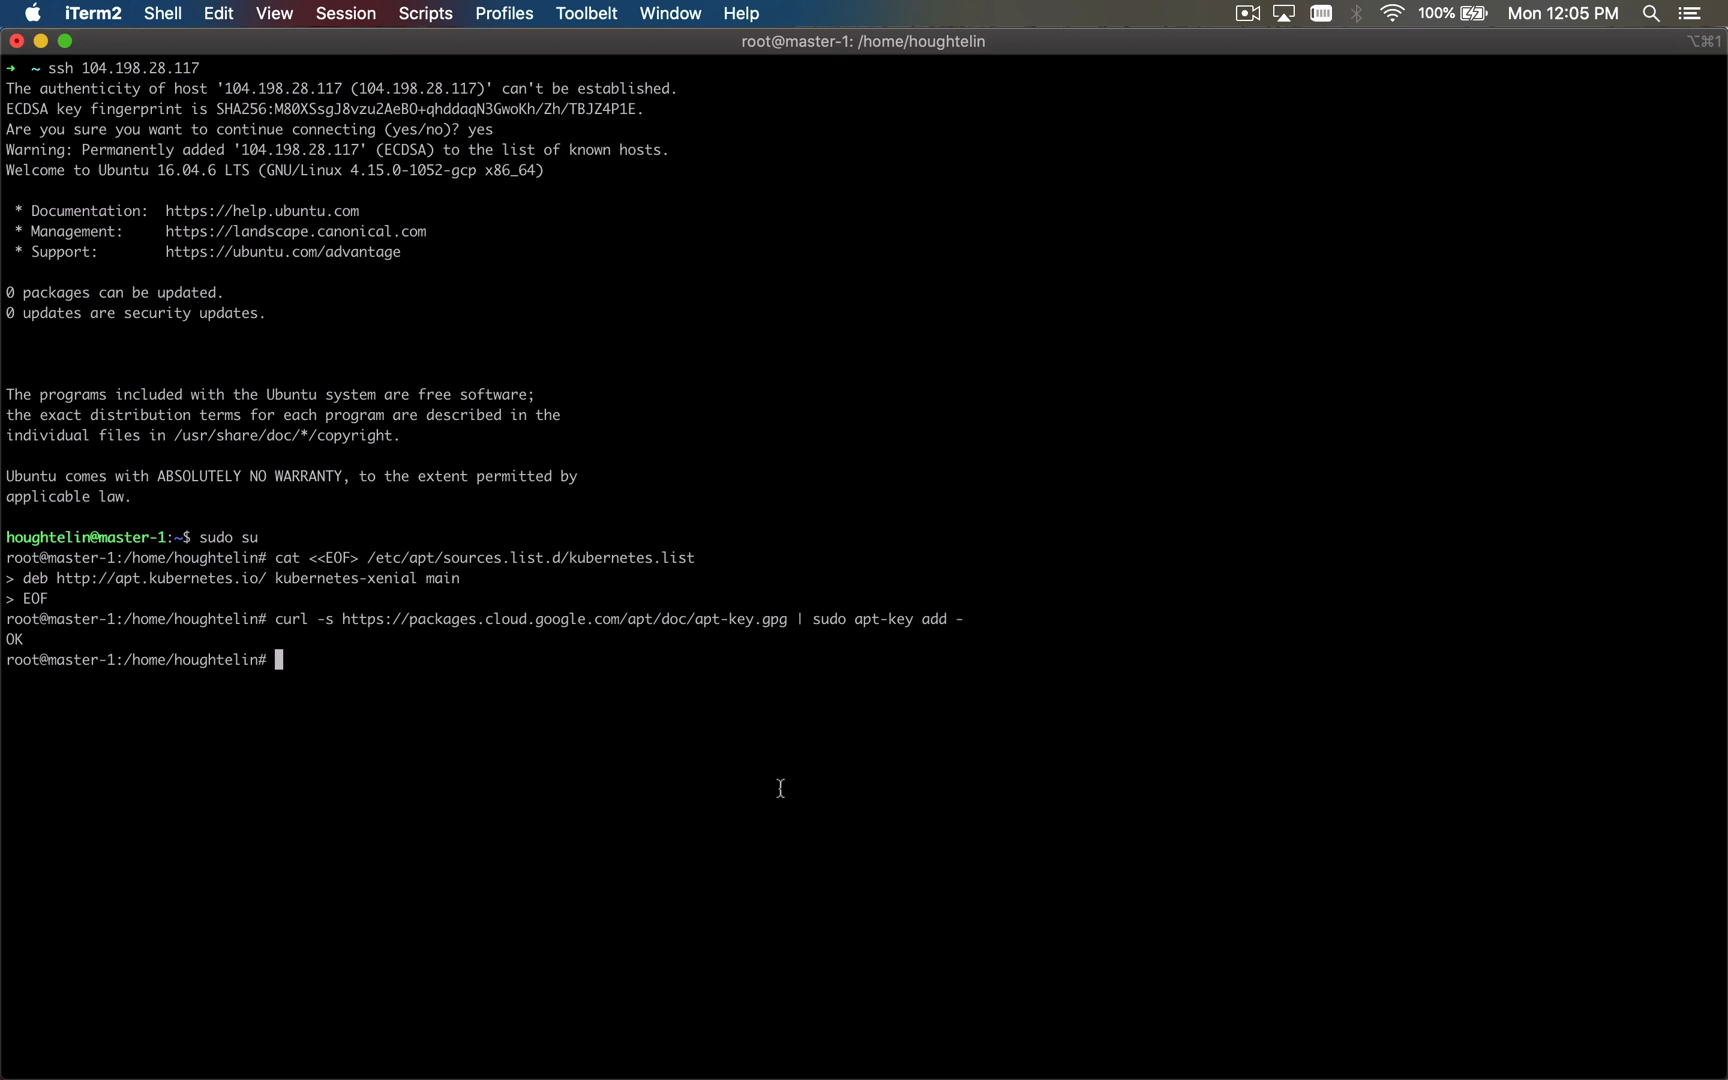 iTerm2 Shell Edit View Session Scripts Profiles Toolbelt Window Help 100% Mon 12:05 PM
root@master-1: /home/houghtelin ⌥⌘1
➜ ~ ssh 104.198.28.117
The authenticity of host '104.198.28.117 (104.198.28.117)' can't be established.
ECDSA key fingerprint is SHA256:M80XSsgJ8vzu2AeBO+qhddaqN3GwoKh/Zh/TBJZ4P1E.
Are you sure you want to continue connecting (yes/no)? yes
Warning: Permanently added '104.198.28.117' (ECDSA) to the list of known hosts.
Welcome to Ubuntu 16.04.6 LTS (GNU/Linux 4.15.0-1052-gcp x86_64)
* Documentation: https://help.ubuntu.com
* Management: https://landscape.canonical.com
* Support: https://ubuntu.com/advantage
0 packages can be updated.
0 updates are security updates.
The programs included with the Ubuntu system are free software;
the exact distribution terms for each program are described in the
individual files in /usr/share/doc/*/copyright.
Ubuntu comes with ABSOLUTELY NO WARRANTY, to the extent permitted by
applicable law.
houghtelin@master-1:~$ sudo su
root@master-1:/home/houghtelin# cat <<EOF> /etc/apt/sources.list.d/kubernetes.list
> deb http://apt.kubernetes.io/ kubernetes-xenial main
> EOF
root@master-1:/home/houghtelin# curl -s https://packages.cloud.google.com/apt/doc/apt-key.gpg | sudo apt-key add -
OK
root@master-1:/home/houghtelin#